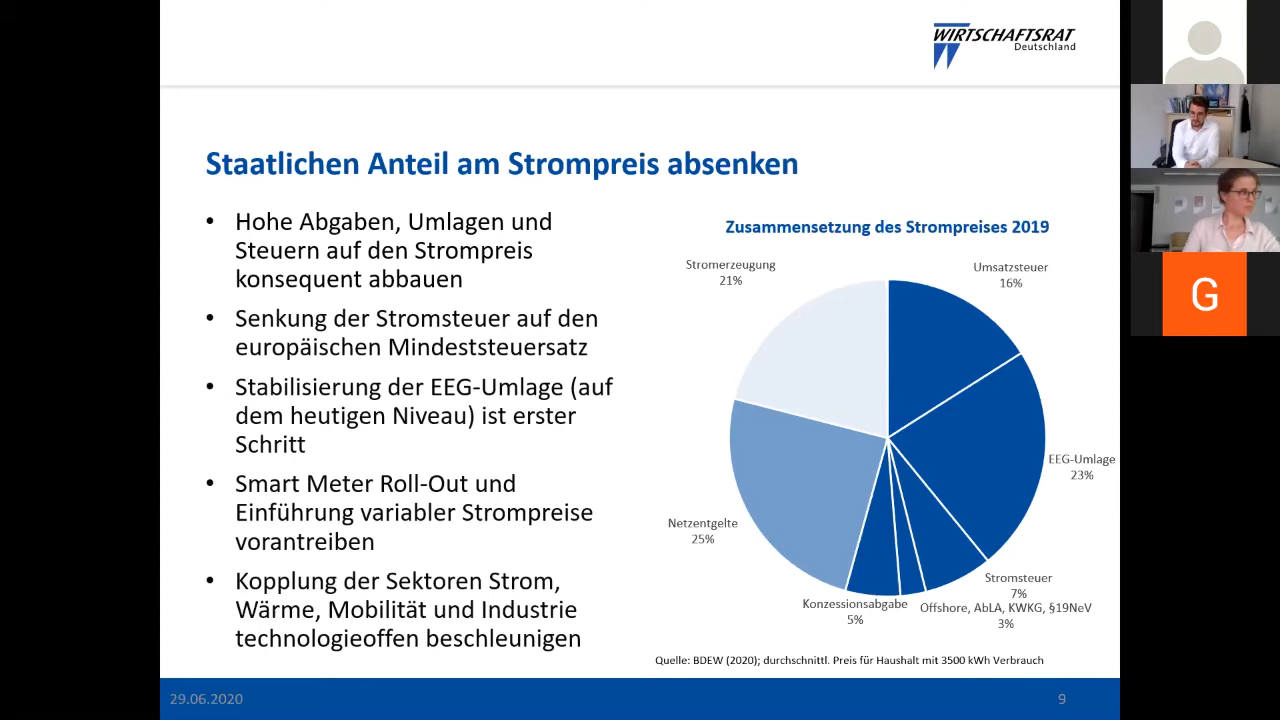 WIRTSCHAFTSRAT
Deutschland
Staatlichen Anteil am Strompreis absenken
• Hohe Abgaben, Umlagen und
Steuern auf den Strompreis
konsequent abbauen
• Senkung der Stromsteuer auf den
europäischen Mindeststeuersatz
• Stabilisierung der EEG-Umlage (auf
dem heutigen Niveau) ist erster
Schritt
• Smart Meter Roll-Out und
Einführung variabler Strompreise
vorantreiben
• Kopplung der Sektoren Strom,
Wärme, Mobilität und Industrie
technologieoffen beschleunigen
Zusammensetzung des Strompreises 2019
Stromerzeugung
21%
Umsatzsteuer
16%
EEG-Umlage
23%
Netzentgelte
25%
Stromsteuer
7%
Konzessionsabgabe
5%
Offshore, AbLA, KWKG, §19NeV
3%
Quelle: BDEW (2020); durchschnittl. Preis für Haushalt mit 3500 kWh Verbrauch
29.06.2020
9
G